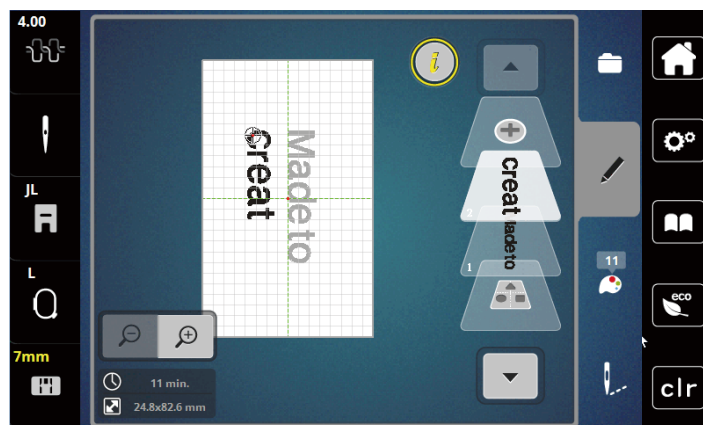 4.00
JL
L
7mm
Made to
Creat
i
creat
2
Made to
1
11
11 min.
24.8x82.6 mm
eco
clr